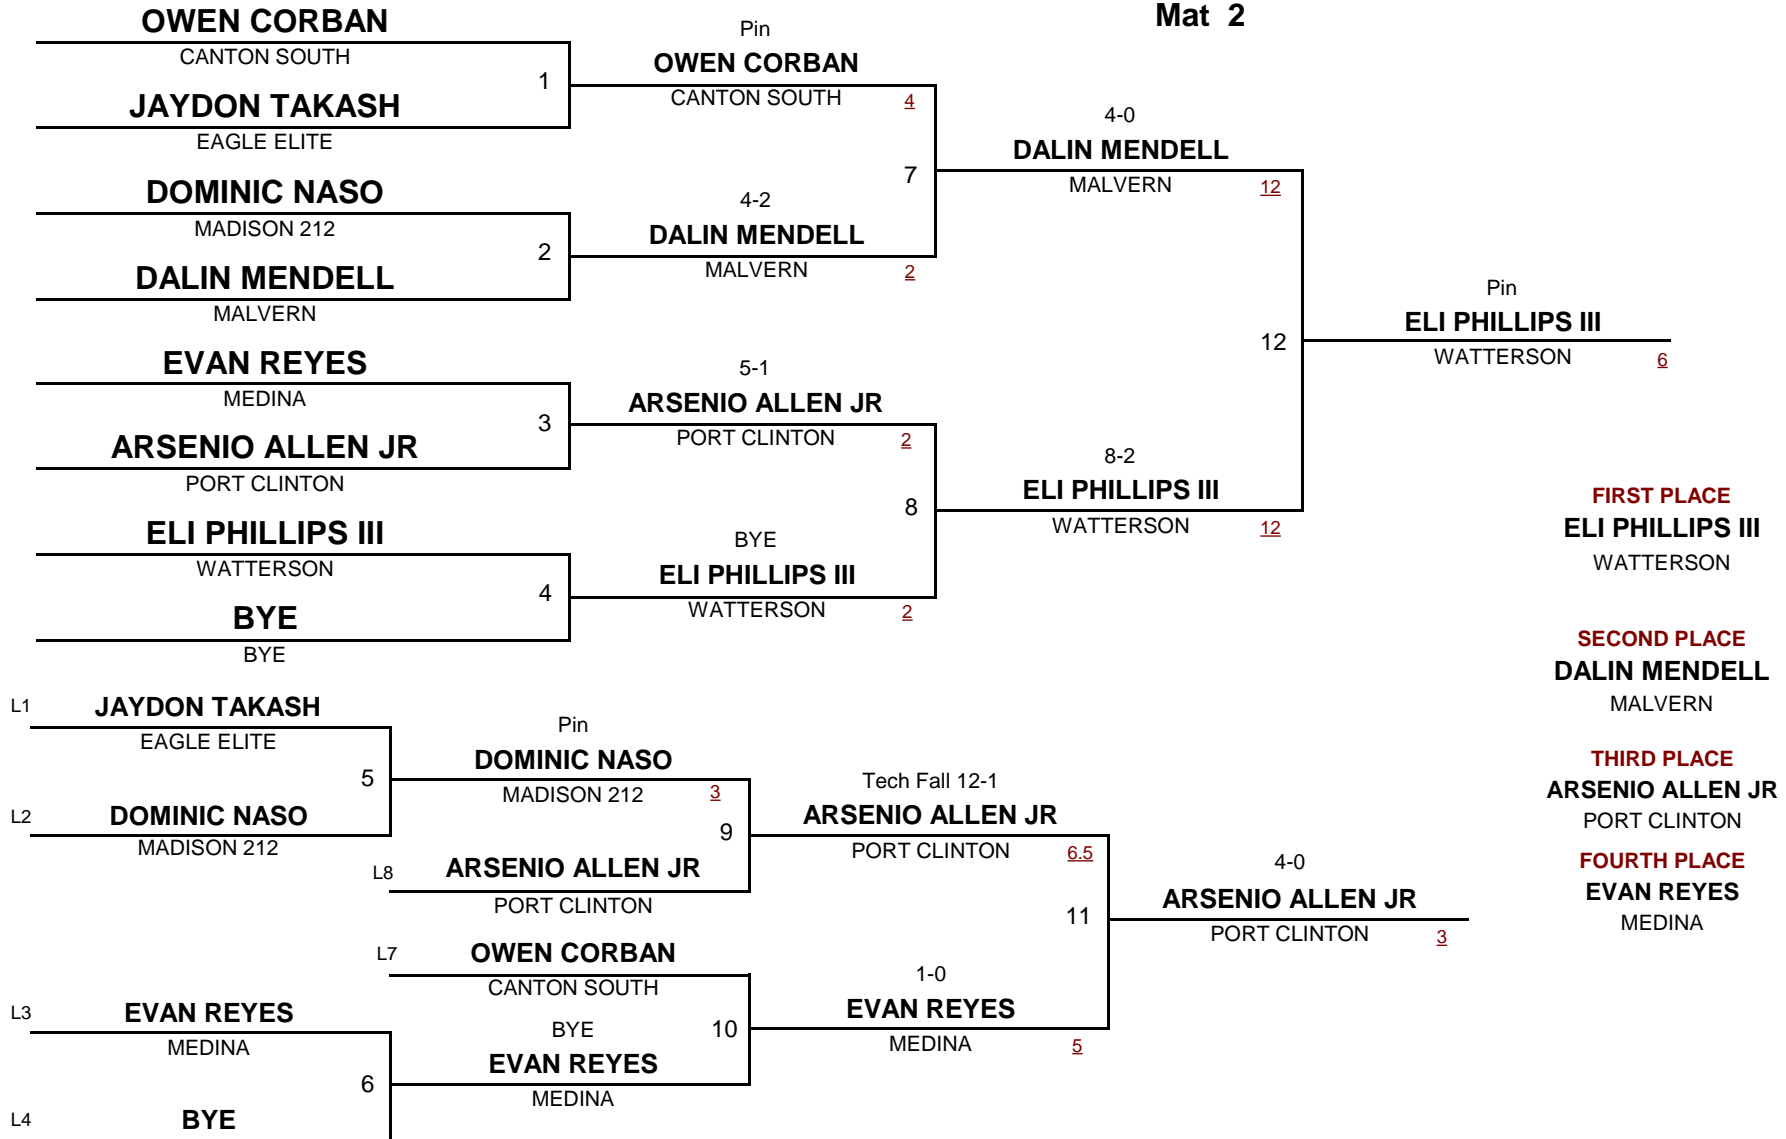 Mat 2
OWEN CORBAN
CANTON SOUTH
1
JAYDON TAKASH
EAGLE ELITE
DOMINIC NASO
MADISON 212
2
DALIN MENDELL
MALVERN
EVAN REYES
MEDINA
3
ARSENIO ALLEN JR
PORT CLINTON
ELI PHILLIPS III
WATTERSON
4
BYE
BYE
Pin
OWEN CORBAN
CANTON SOUTH 4
7
4-2
DALIN MENDELL
MALVERN 2
5-1
ARSENIO ALLEN JR
PORT CLINTON 2
8
BYE
ELI PHILLIPS III
WATTERSON 2
4-0
DALIN MENDELL
MALVERN 12
12
8-2
ELI PHILLIPS III
WATTERSON 12
Pin
ELI PHILLIPS III
WATTERSON 6
FIRST PLACE
ELI PHILLIPS III
WATTERSON
SECOND PLACE
DALIN MENDELL
MALVERN
THIRD PLACE
ARSENIO ALLEN JR
PORT CLINTON
FOURTH PLACE
EVAN REYES
MEDINA
L1 JAYDON TAKASH
EAGLE ELITE
5
L2 DOMINIC NASO
MADISON 212
L3 EVAN REYES
MEDINA
6
L4 BYE
Pin
DOMINIC NASO
MADISON 212 3
9
L8 ARSENIO ALLEN JR
PORT CLINTON
L7 OWEN CORBAN
CANTON SOUTH
10
BYE
EVAN REYES
MEDINA
Tech Fall 12-1
ARSENIO ALLEN JR
PORT CLINTON 6.5
11
1-0
EVAN REYES
MEDINA 5
4-0
ARSENIO ALLEN JR
PORT CLINTON 3